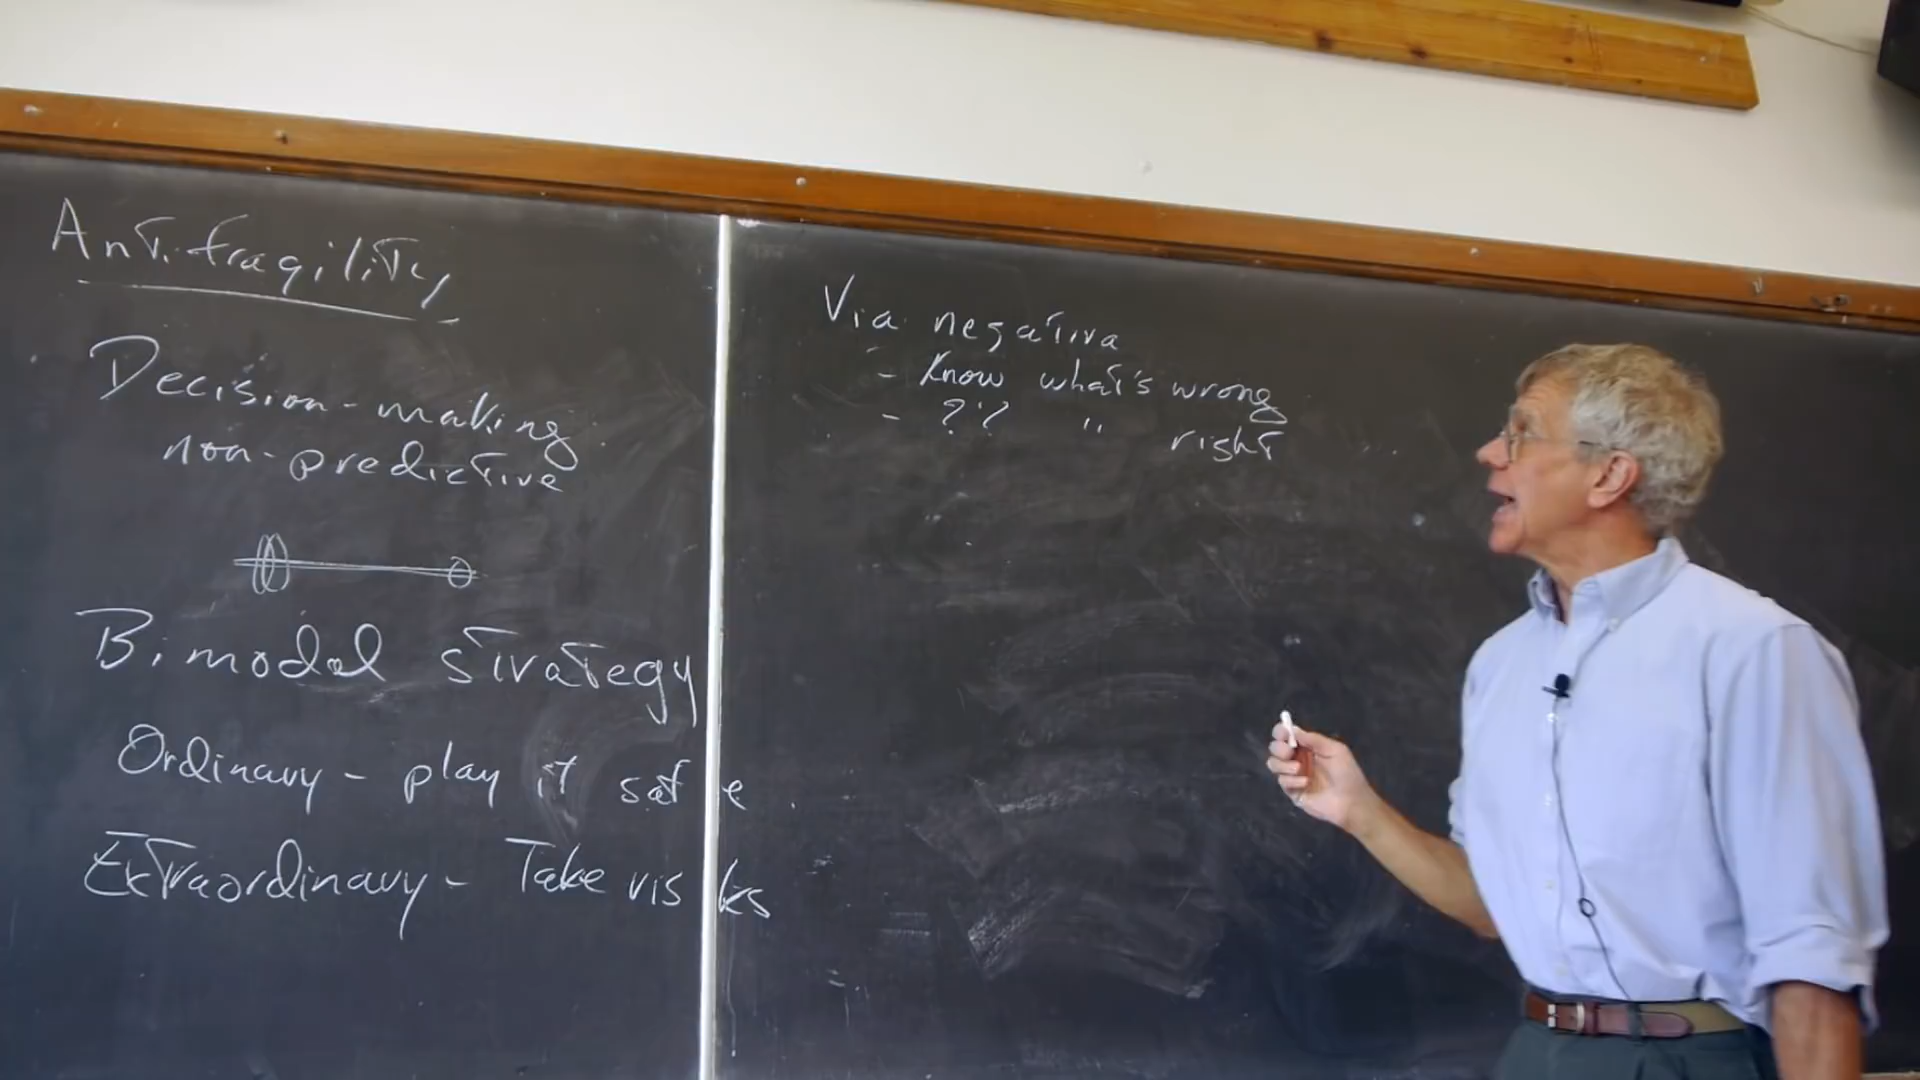 Antifragility
Decision-making
non-predictive
Bimodal strategy
Ordinary - play it safe
Extraordinary - Take risks
Via negativa
- Know what's wrong
- ?? " right ...